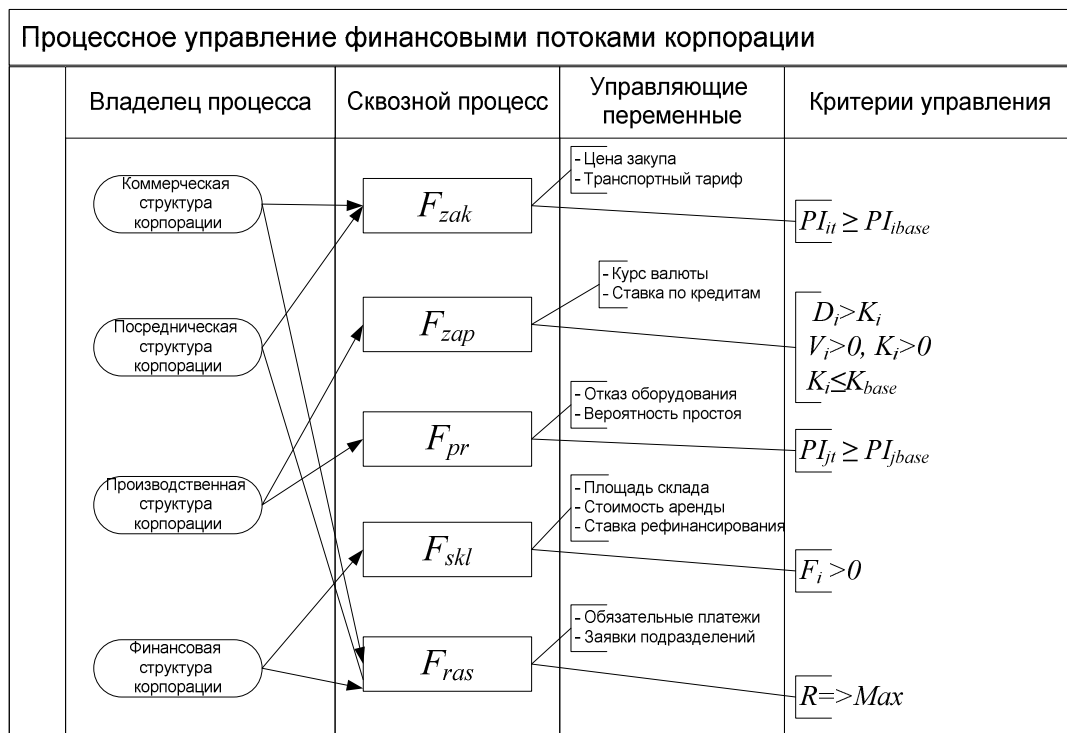 Процессное управление финансовыми потоками корпорации
Владелец процесса
Сквозной процесс
Управляющие
переменные
Критерии управления
Коммерческая
структура
корпорации
Посредническая
структура
корпорации
Производственная
структура
корпорации
Финансовая
структура
корпорации
F_zak
F_zap
F_pr
F_skl
F_ras
- Цена закупа
- Транспортный тариф
- Курс валюты
- Ставка по кредитам
- Отказ оборудования
- Вероятность простоя
- Площадь склада
- Стоимость аренды
- Ставка рефинансирования
- Обязательные платежи
- Заявки подразделений
PI_it ≥ PI_ibase
D_i>K_i
V_i>0, K_i>0
K_i≤K_base
PI_jt ≥ PI_jbase
F_i >0
R=>Max